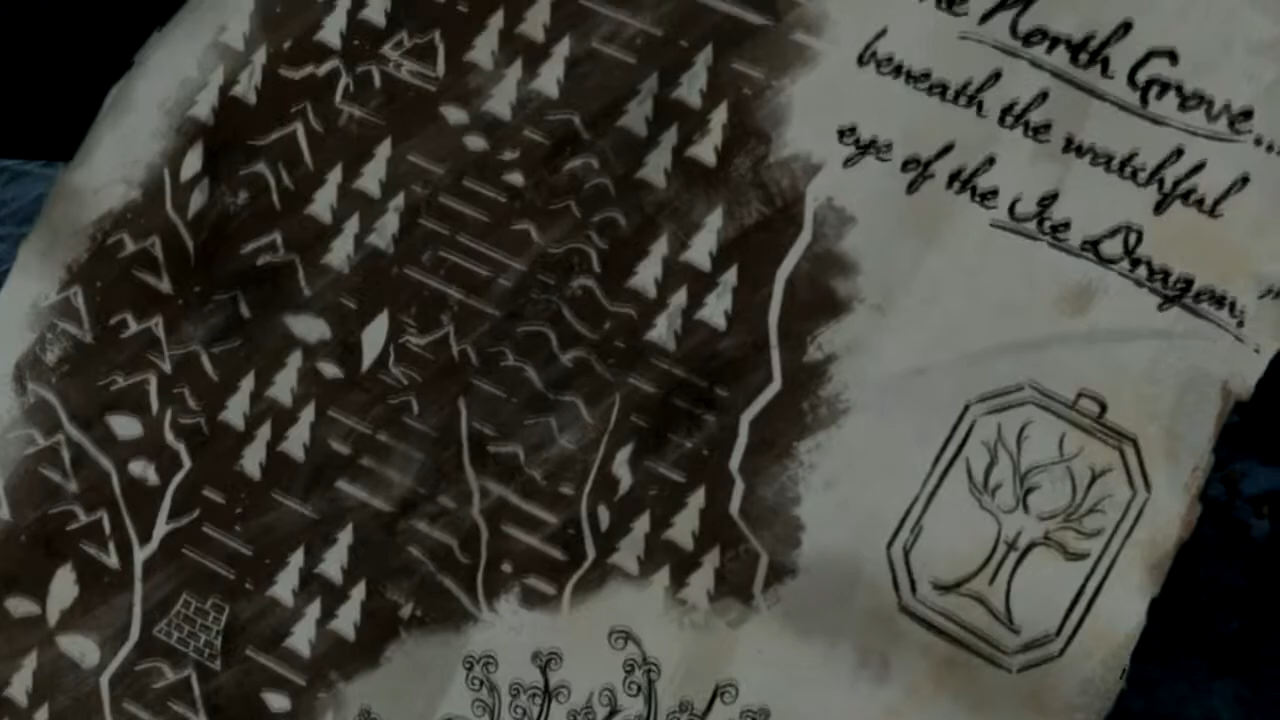 North Grove...
beneath the watchful
eye of the Ice Dragon."